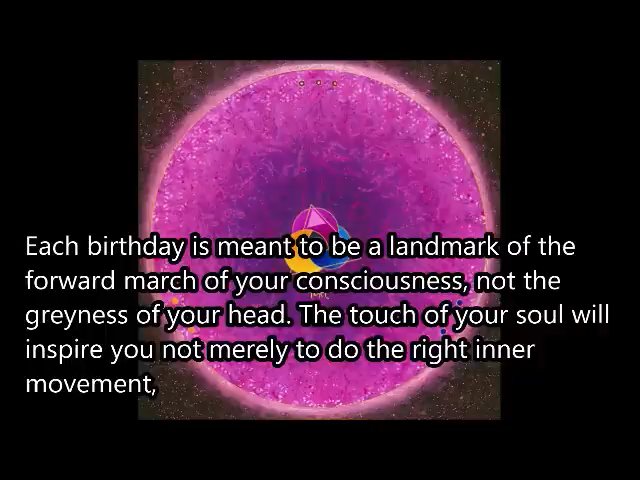 Each birthday is meant to be a landmark of the
forward march of your consciousness, not the
greyness of your head. The touch of your soul will
inspire you not merely to do the right inner
movement,